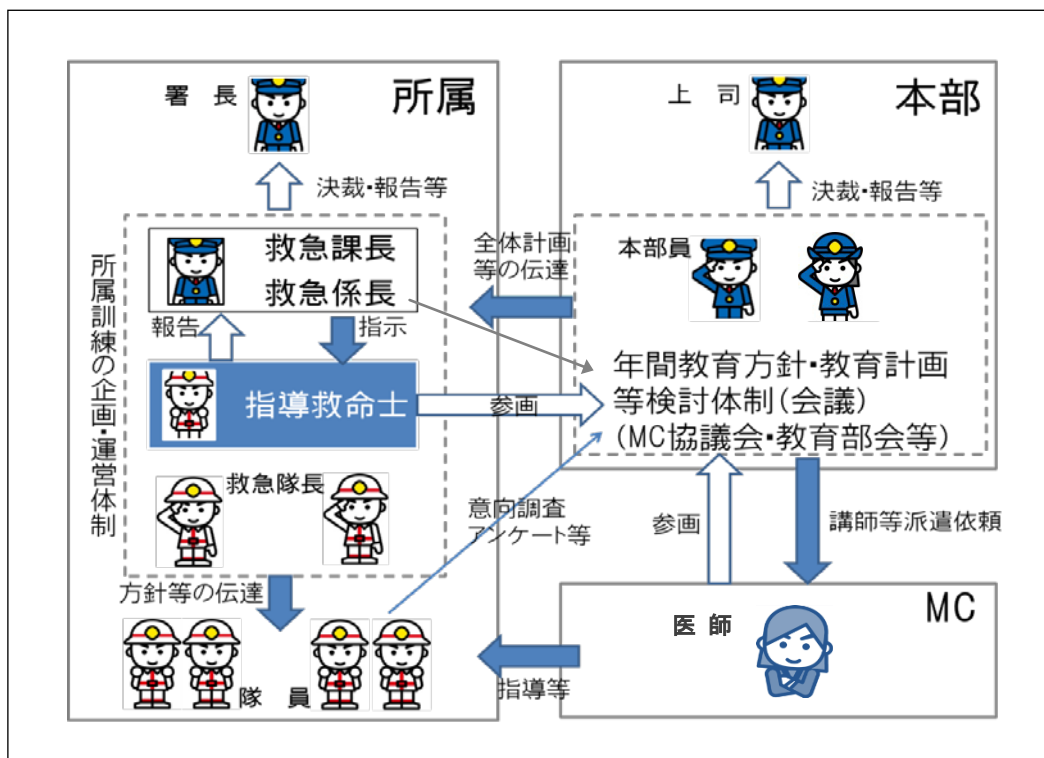 所属
署 長
決裁・報告等
所属訓練の企画・運営体制
救急課長
救急係長
報告
指示
指導救命士
救急隊長
方針等の伝達
隊 員
全体計画
等の伝達
参画
意向調査
アンケート等
指導等
本部
上 司
決裁・報告等
本部員
年間教育方針・教育計画
等検討体制(会議)
(MC協議会・教育部会等)
参画
講師等派遣依頼
MC
医 師